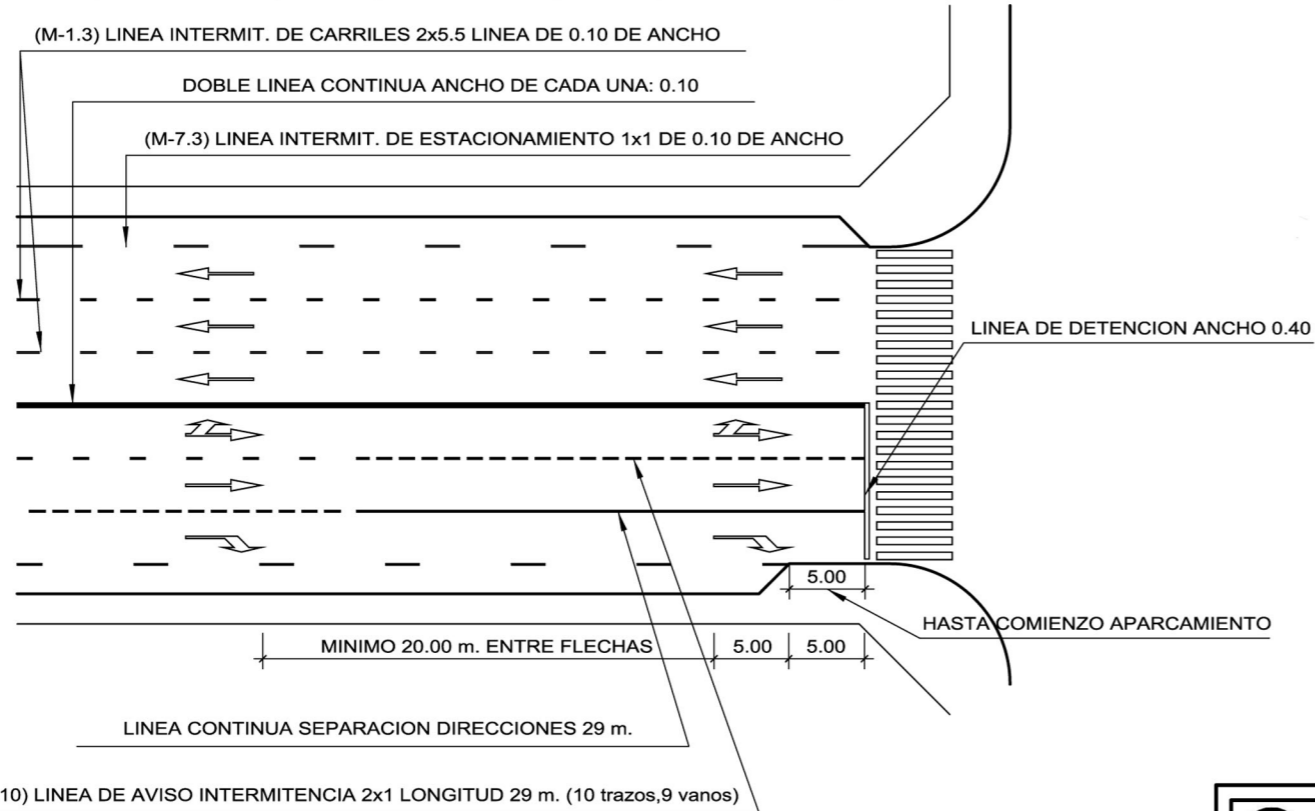 (M-1.3) LINEA INTERMIT. DE CARRILES 2x5.5 LINEA DE 0.10 DE ANCHO
DOBLE LINEA CONTINUA ANCHO DE CADA UNA: 0.10
(M-7.3) LINEA INTERMIT. DE ESTACIONAMIENTO 1x1 DE 0.10 DE ANCHO
LINEA DE DETENCION ANCHO 0.40
5.00
HASTA COMIENZO APARCAMIENTO
MINIMO 20.00 m. ENTRE FLECHAS 5.00 5.00
LINEA CONTINUA SEPARACION DIRECCIONES 29 m.
10) LINEA DE AVISO INTERMITENCIA 2x1 LONGITUD 29 m. (10 trazos,9 vanos)